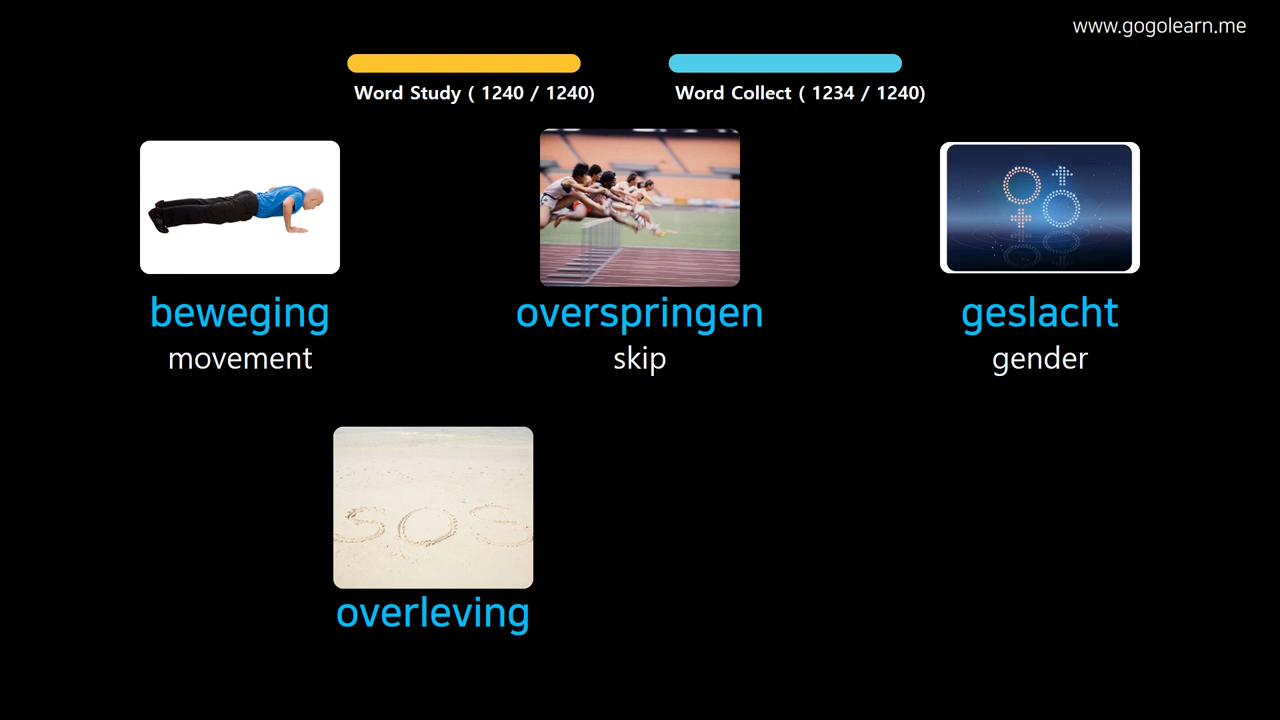 www.gogolearn.me
Word Study ( 1240 / 1240)
Word Collect ( 1234 / 1240)
beweging
overspringen
geslacht
movement
skip
gender
SOS
overleving